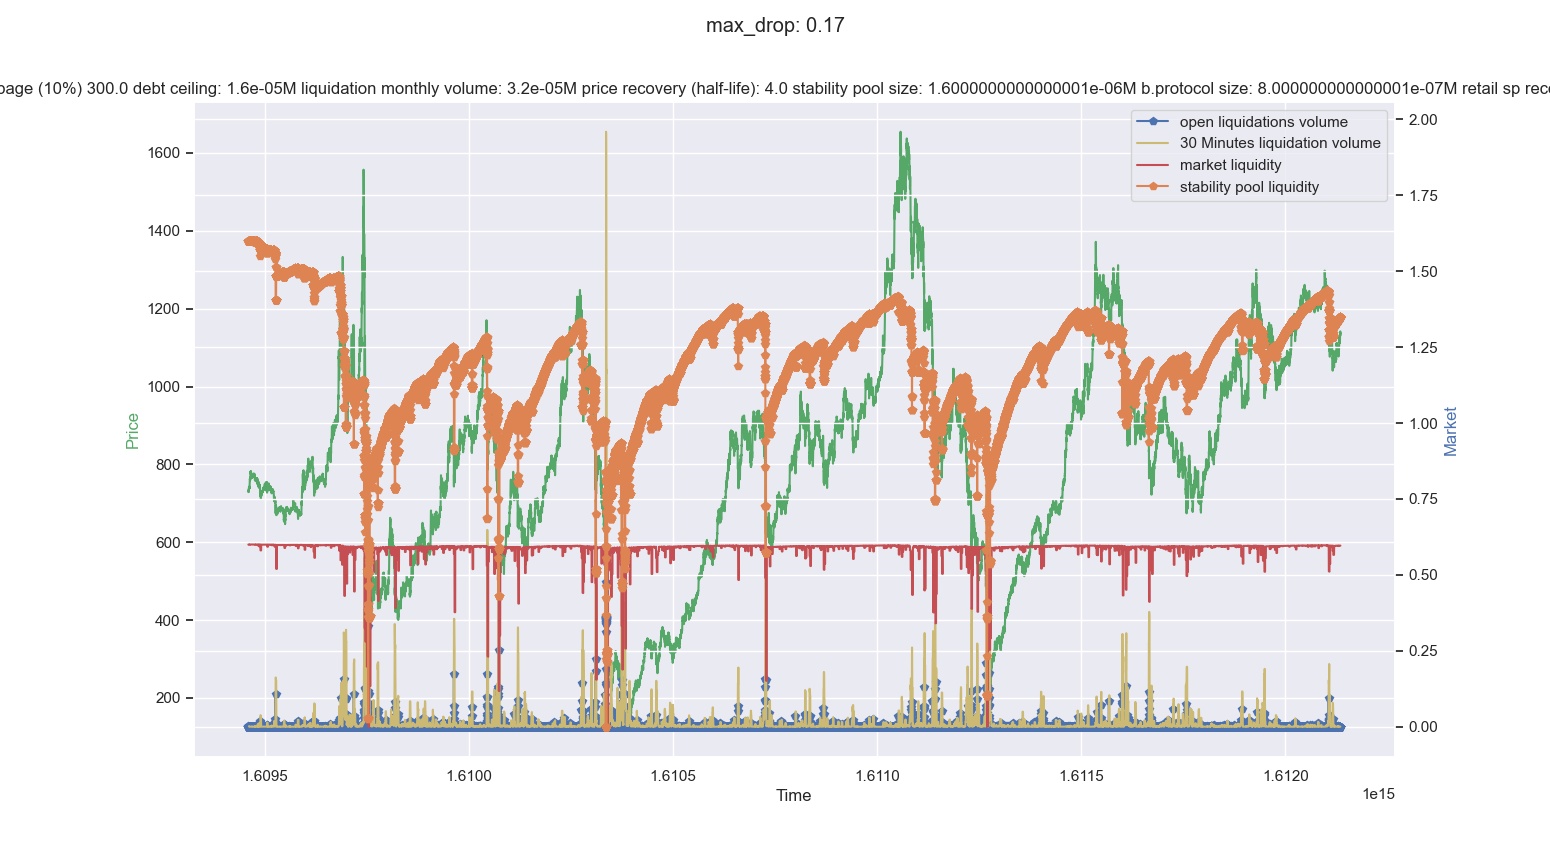 max_drop: 0.17
page (10%) 300.0 debt ceiling: 1.6e-05M liquidation monthly volume: 3.2e-05M price recovery (half-life): 4.0 stability pool size: 1.6000000000000001e-06M b.protocol size: 8.000000000000001e-07M retail sp
open liquidations volume
30 Minutes liquidation volume
market liquidity
stability pool liquidity
1600
1400
1200
1000
800
600
400
200
Price
2.00
1.75
1.50
1.25
1.00
0.75
0.50
0.25
0.00
Market
1.6095 1.6100 1.6105 1.6110 1.6115 1.6120
Time
1e15